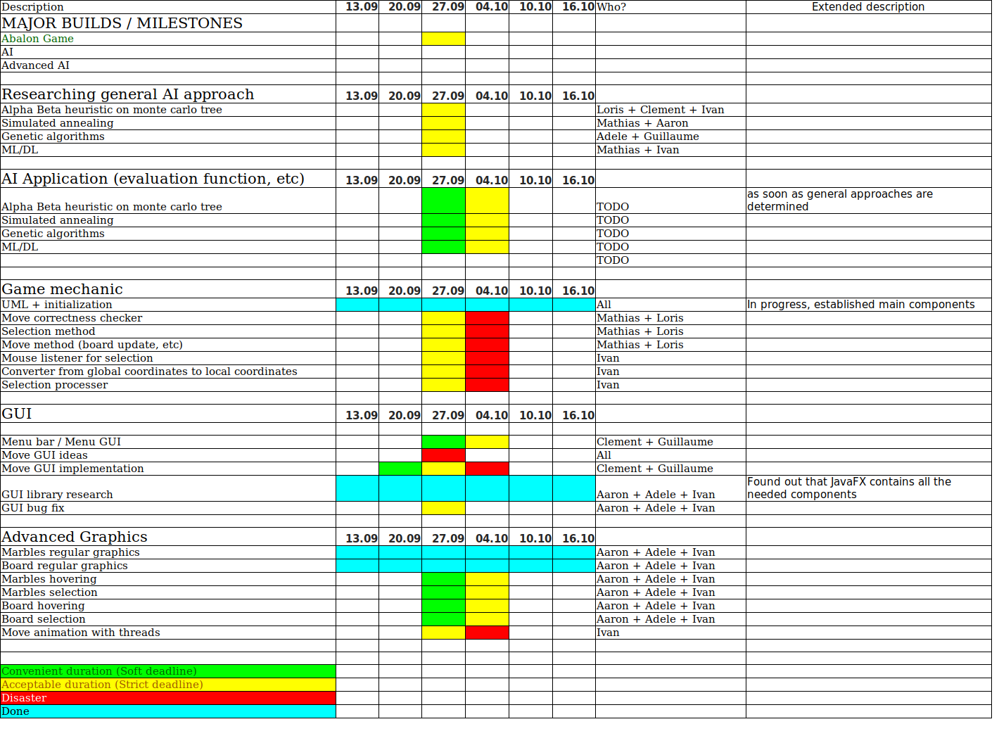 Description 13.09 20.09 27.09 04.10 10.10 16.10 Who? Extended description
MAJOR BUILDS / MILESTONES
Abalon Game
AI
Advanced AI
Researching general AI approach 13.09 20.09 27.09 04.10 10.10 16.10
Alpha Beta heuristic on monte carlo tree Loris + Clement + Ivan
Simulated annealing Mathias + Aaron
Genetic algorithms Adele + Guillaume
ML/DL Mathias + Ivan
AI Application (evaluation function, etc) 13.09 20.09 27.09 04.10 10.10 16.10
as soon as general approaches are
Alpha Beta heuristic on monte carlo tree TODO determined
Simulated annealing TODO
Genetic algorithms TODO
ML/DL TODO
TODO
Game mechanic 13.09 20.09 27.09 04.10 10.10 16.10
UML + initialization All In progress, established main components
Move correctness checker Mathias + Loris
Selection method Mathias + Loris
Move method (board update, etc) Mathias + Loris
Mouse listener for selection Ivan
Converter from global coordinates to local coordinates Ivan
Selection processer Ivan
GUI 13.09 20.09 27.09 04.10 10.10 16.10
Menu bar / Menu GUI Clement + Guillaume
Move GUI ideas All
Move GUI implementation Clement + Guillaume
Found out that JavaFX contains all the
GUI library research Aaron + Adele + Ivan needed components
GUI bug fix Aaron + Adele + Ivan
Advanced Graphics 13.09 20.09 27.09 04.10 10.10 16.10
Marbles regular graphics Aaron + Adele + Ivan
Board regular graphics Aaron + Adele + Ivan
Marbles hovering Aaron + Adele + Ivan
Marbles selection Aaron + Adele + Ivan
Board hovering Aaron + Adele + Ivan
Board selection Aaron + Adele + Ivan
Move animation with threads Ivan
Convenient duration (Soft deadline)
Acceptable duration (Strict deadline)
Disaster
Done